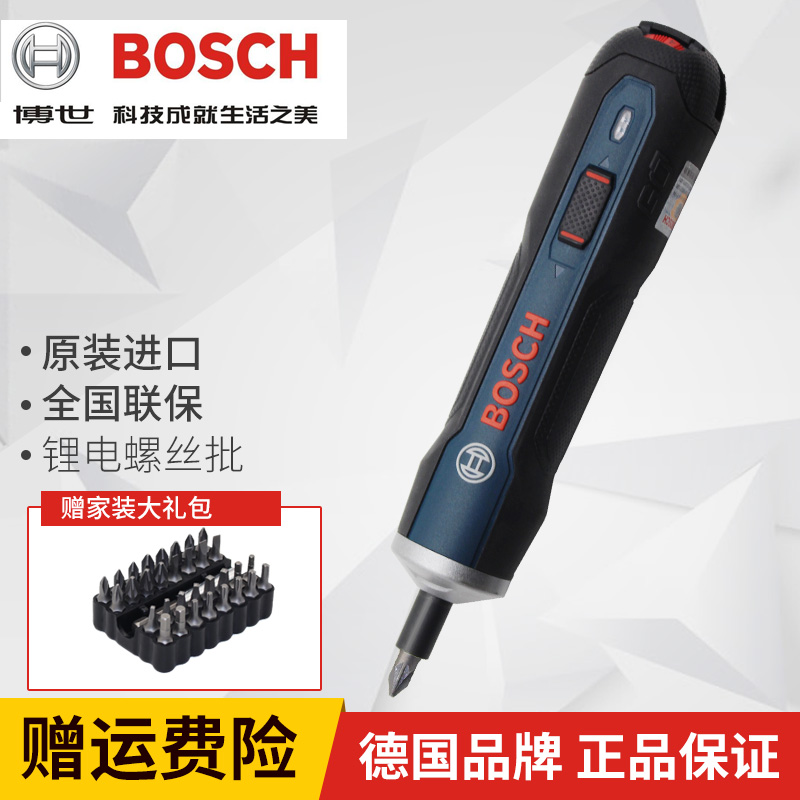 BOSCH
博世 科技成就生活之美
BOSCH
原装进口
全国联保
锂电螺丝批
赠家装大礼包
赠运费险
德国品牌 正品保证